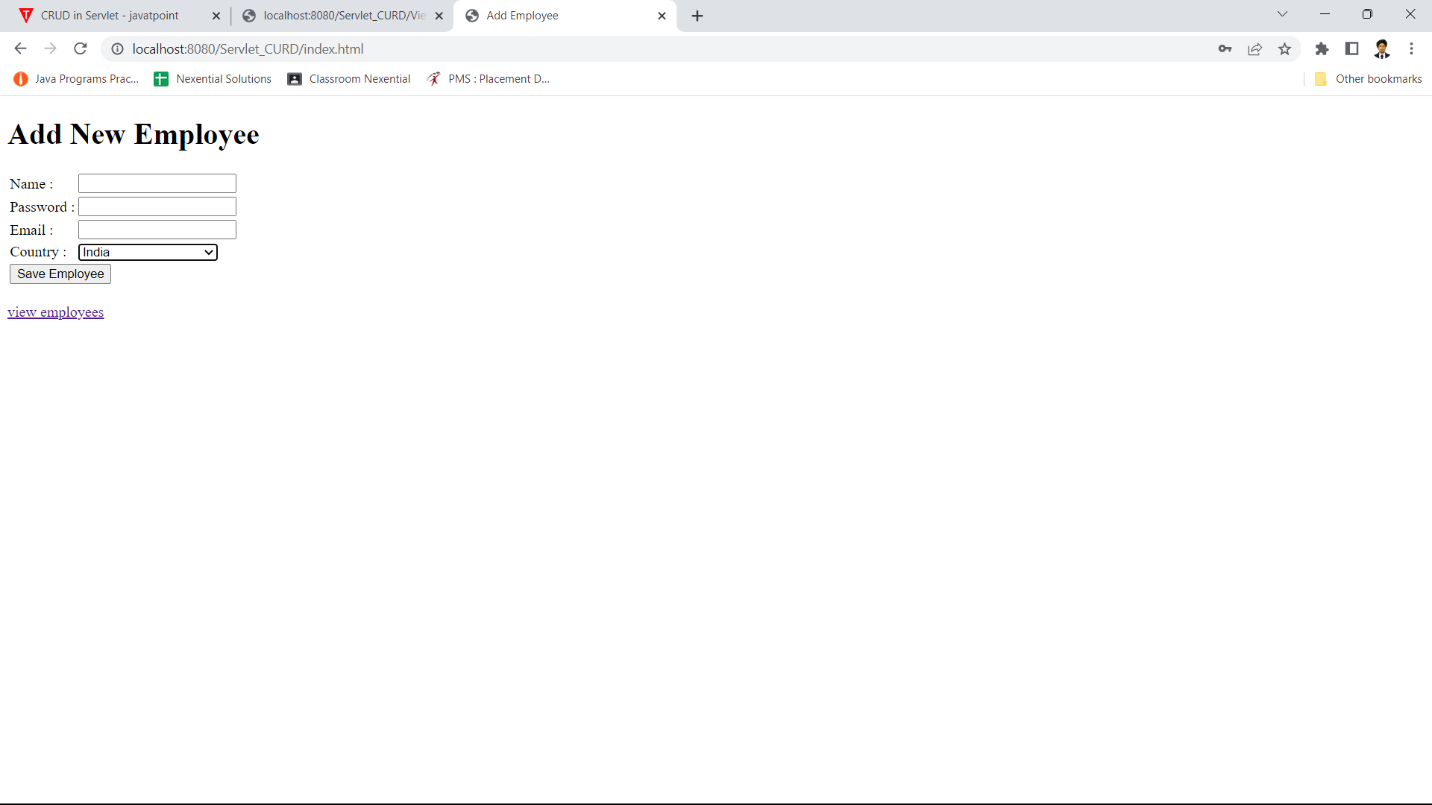 CRUD in Servlet - javatpoint
localhost:8080/Servlet_CURD/Vie
Add Employee
localhost:8080/Servlet_CURD/index.html
Java Programs Prac...
Nexential Solutions
Classroom Nexential
PMS : Placement D...
Other bookmarks
Add New Employee
Name :
Password :
Email :
Country : India
Save Employee
view employees